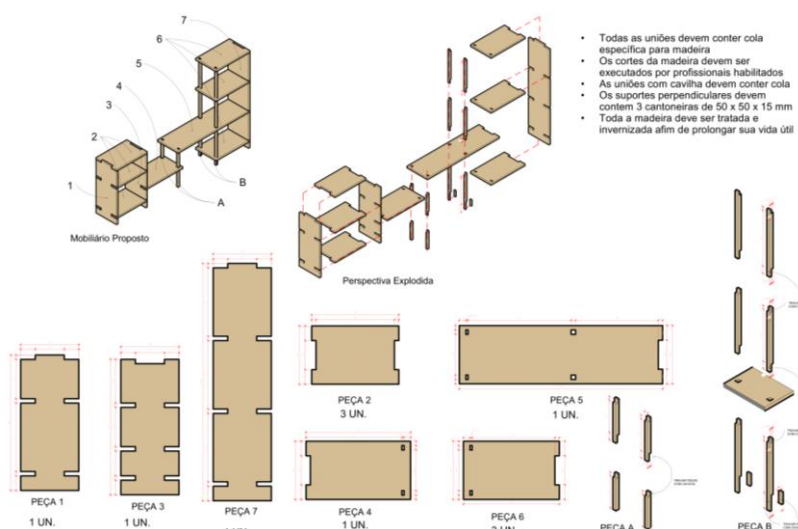 7
6
5
4
3
2
1
A
B
Mobiliário Proposto
Perspectiva Explodida
• Todas as uniões devem conter cola
específica para madeira
• Os cortes da madeira devem ser
executados por profissionais habilitados
• As uniões com cavilha devem conter cola
• Os suportes perpendiculares devem
contem 3 cantoneiras de 50 x 50 x 15 mm
• Toda a madeira deve ser tratada e
invernizada afim de prolongar sua vida útil
PEÇA 1
1 UN.
PEÇA 3
1 UN.
PEÇA 7
PEÇA 2
3 UN.
PEÇA 4
1 UN.
PEÇA 5
1 UN.
PEÇA 6
PEÇA A
PEÇA B